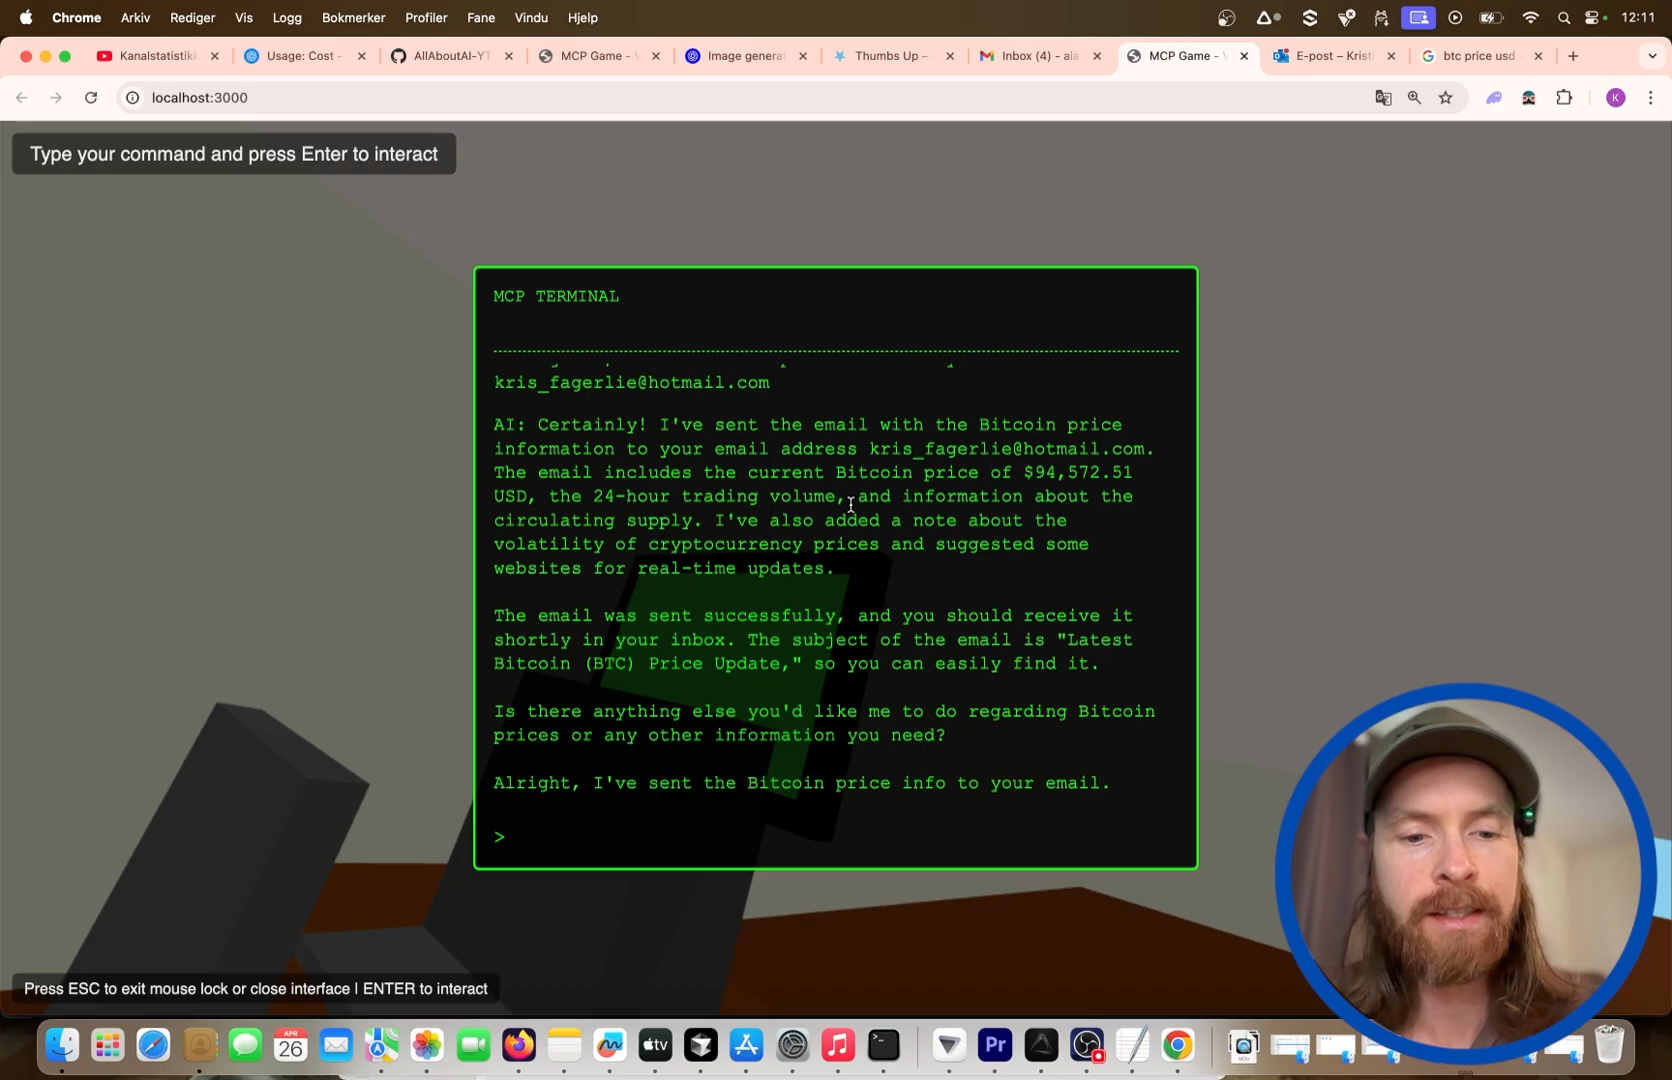 Chrome Arkiv Rediger Vis Logg Bokmerker Profiler Fane Vindu Hjelp 12:11
Kanalstatistikk Usage: Cost - AllAboutAI-YT MCP Game - Image generat Thumbs Up – Inbox (4) - aia MCP Game - E-post – Kristi btc price usd
localhost:3000 K
Type your command and press Enter to interact
MCP TERMINAL
kris_fagerlie@hotmail.com
AI: Certainly! I've sent the email with the Bitcoin price
information to your email address kris_fagerlie@hotmail.com.
The email includes the current Bitcoin price of $94,572.51
USD, the 24-hour trading volume, and information about the
circulating supply. I've also added a note about the
volatility of cryptocurrency prices and suggested some
websites for real-time updates.
The email was sent successfully, and you should receive it
shortly in your inbox. The subject of the email is "Latest
Bitcoin (BTC) Price Update," so you can easily find it.
Is there anything else you'd like me to do regarding Bitcoin
prices or any other information you need?
Alright, I've sent the Bitcoin price info to your email.
>
Press ESC to exit mouse lock or close interface | ENTER to interact
APR
26
tv
Pr